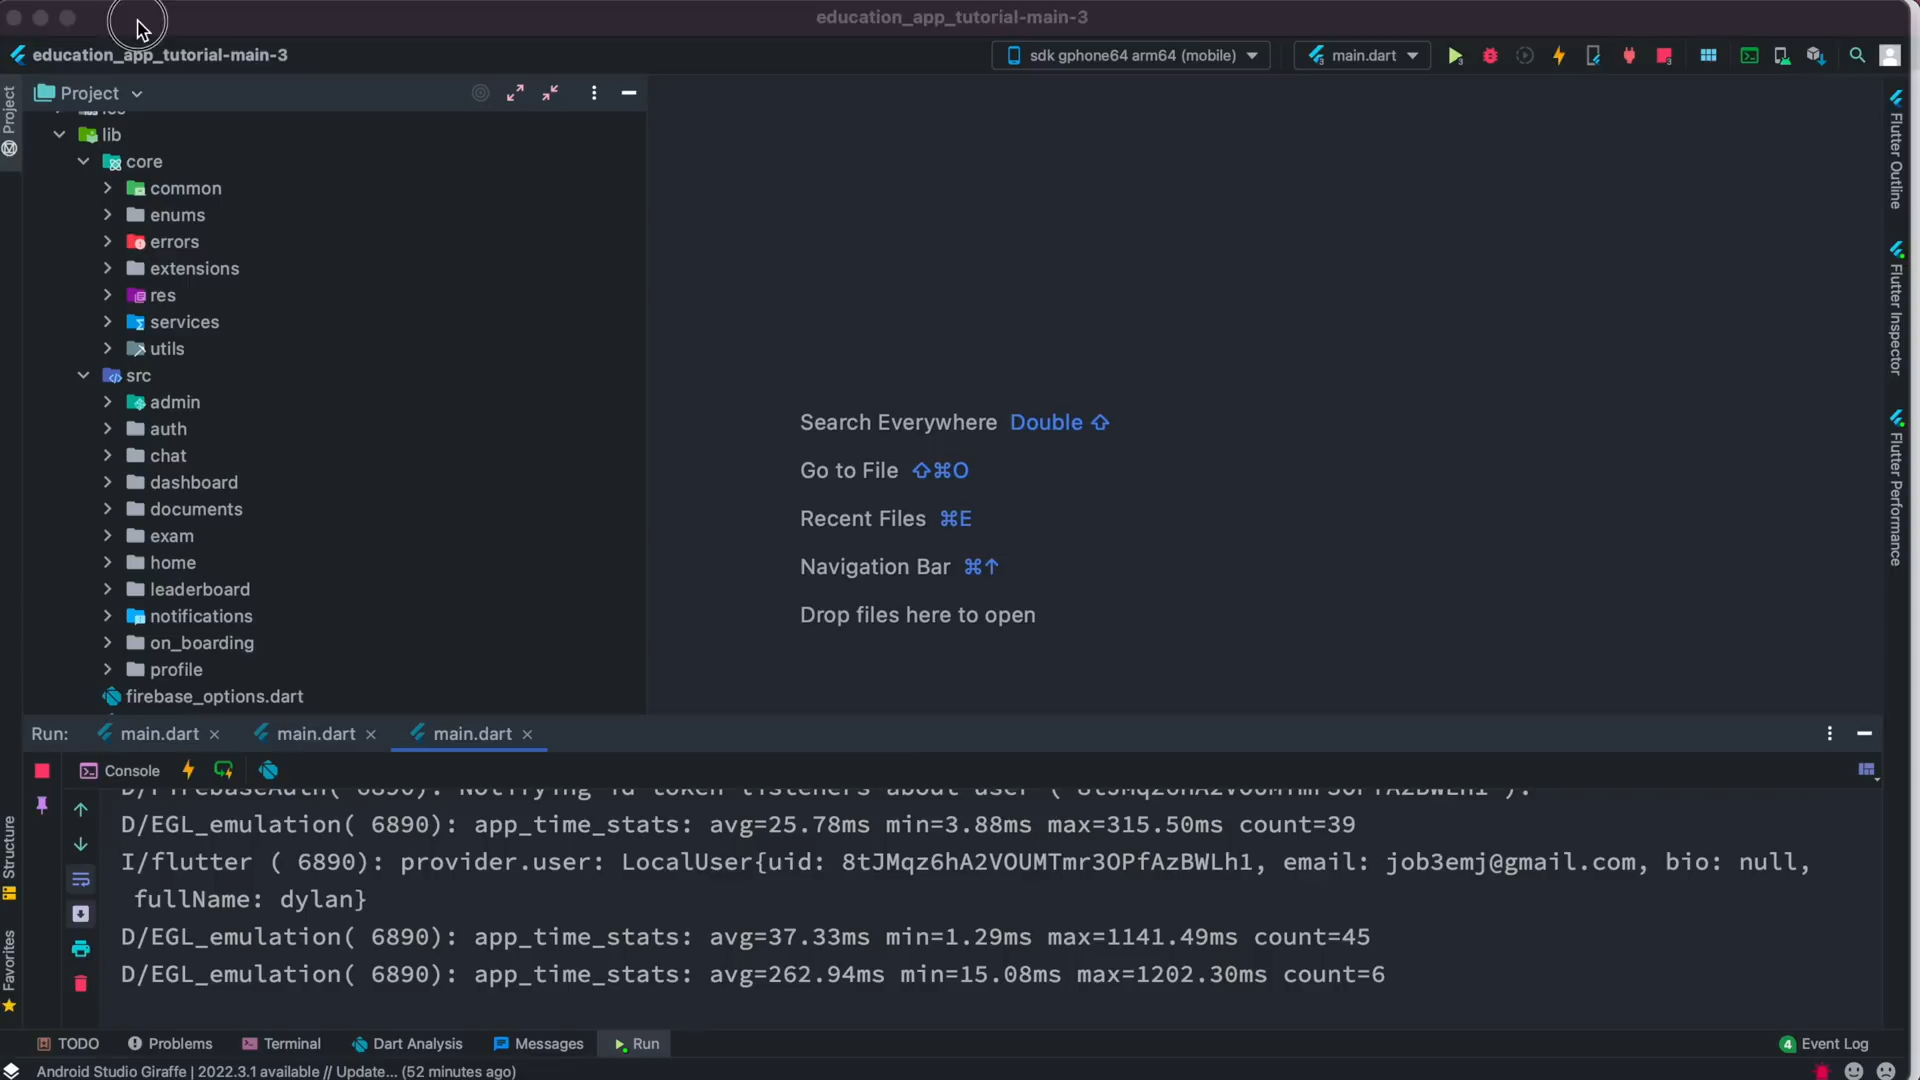 education_app_tutorial-main-3
education_app_tutorial-main-3
sdk gphone64 arm64 (mobile)
main.dart
Project
Project
lib
core
common
enums
errors
extensions
res
services
utils
src
admin
auth
chat
dashboard
documents
exam
home
leaderboard
notifications
on_boarding
profile
firebase_options.dart
Search Everywhere Double ⇧
Go to File ⇧⌘O
Recent Files ⌘E
Navigation Bar ⌘↑
Drop files here to open
Flutter Outline
Flutter Inspector
Flutter Performance
Run:
main.dart
main.dart
main.dart
Console
D/EGL_emulation( 6890): app_time_stats: avg=25.78ms min=3.88ms max=315.50ms count=39
I/flutter ( 6890): provider.user: LocalUser{uid: 8tJMqz6hA2VOUMTmr3OPfAzBWLh1, email: job3emj@gmail.com, bio: null,
fullName: dylan}
D/EGL_emulation( 6890): app_time_stats: avg=37.33ms min=1.29ms max=1141.49ms count=45
D/EGL_emulation( 6890): app_time_stats: avg=262.94ms min=15.08ms max=1202.30ms count=6
Structure
Favorites
TODO
Problems
Terminal
Dart Analysis
Messages
Run
4 Event Log
Android Studio Giraffe | 2022.3.1 available // Update... (52 minutes ago)